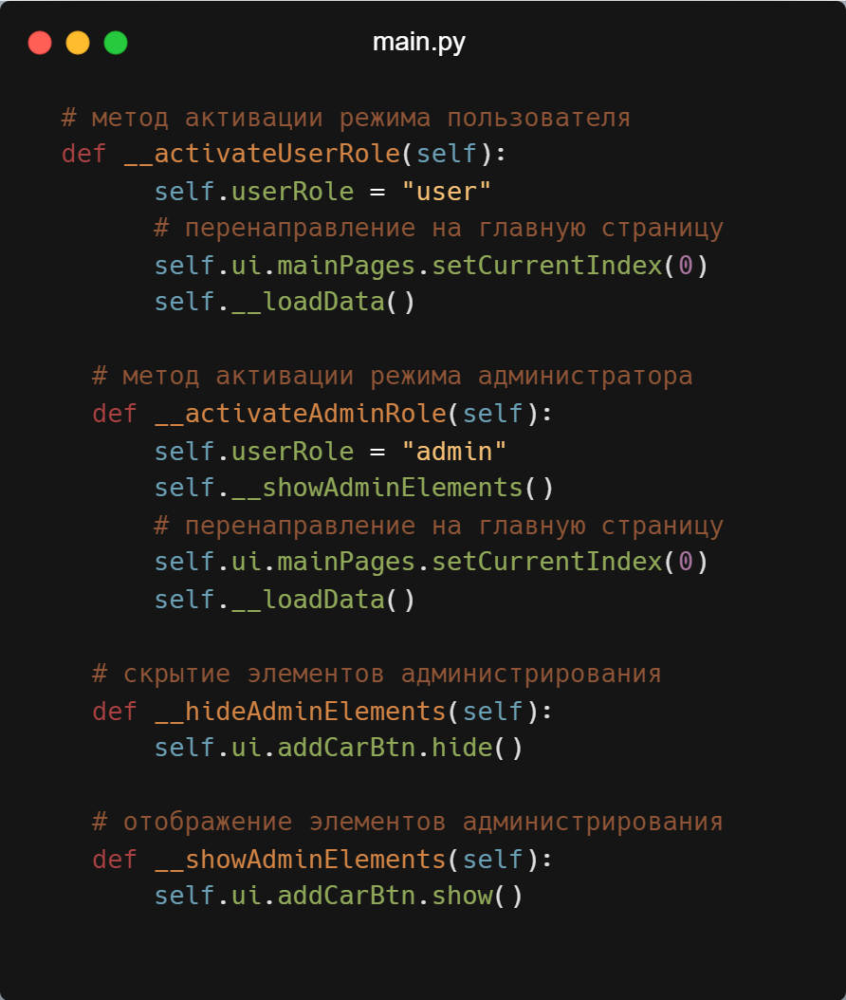 main.py
# метод активации режима пользователя
def __activateUserRole(self):
        self.userRole = "user"
        # перенаправление на главную страницу
        self.ui.mainPages.setCurrentIndex(0)
        self.__loadData()

    # метод активации режима администратора
    def __activateAdminRole(self):
        self.userRole = "admin"
        self.__showAdminElements()
        # перенаправление на главную страницу
        self.ui.mainPages.setCurrentIndex(0)
        self.__loadData()

    # скрытие элементов администрирования
    def __hideAdminElements(self):
        self.ui.addCarBtn.hide()

    # отображение элементов администрирования
    def __showAdminElements(self):
        self.ui.addCarBtn.show()